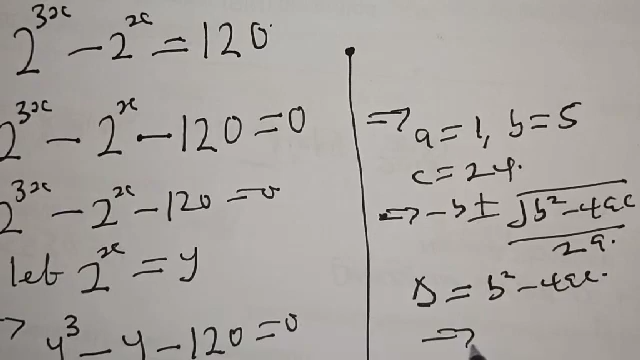 2^{3x} - 2^x = 120
2^{3x} - 2^x - 120 = 0
2^{3x} - 2^x - 120 = 0
let 2^x = y
⇒ y^3 - y - 120 = 0
⇒ a = 1, b = 5
c = 24.
⇒ -b ± √b² - 4ac
2a.
D = b² - 4ac.
⇒